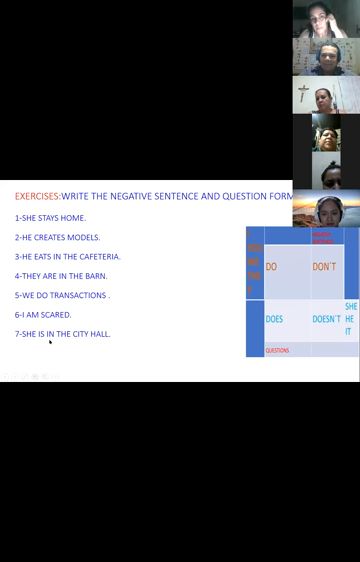 EXERCISES:WRITE THE NEGATIVE SENTENCE AND QUESTION FORM
1-SHE STAYS HOME.
2-HE CREATES MODELS.
3-HE EATS IN THE CAFETERIA.
4-THEY ARE IN THE BARN.
5-WE DO TRANSACTIONS .
6-I AM SCARED.
7-SHE IS IN THE CITY HALL.
DO DON´T
DOES DOESN´T SHE
HE
IT
QUESTIONS